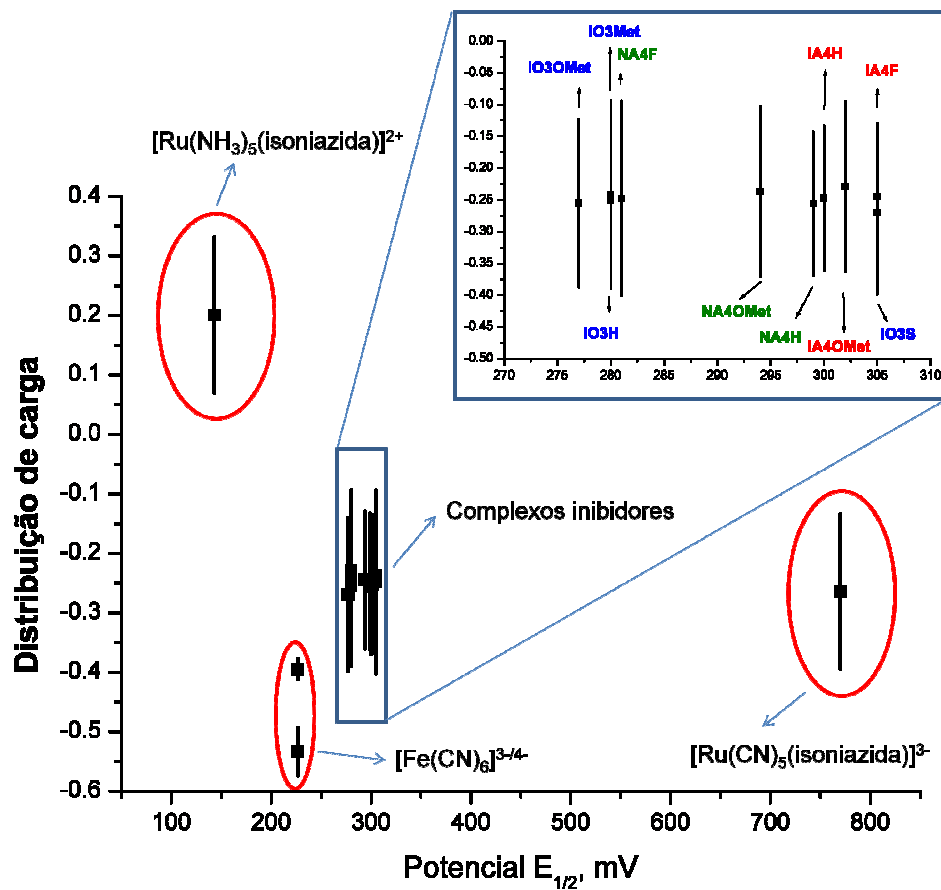 IO3Met
NA4F
IO3OMet
IA4H
IA4F
0.00
-0.05
-0.10
-0.15
-0.20
-0.25
-0.30
-0.35
-0.40
-0.45
-0.50
NA4OMet
IO3H
NA4H
IA4OMet
IO3S
270 275 280 285 290 295 300 305 310
[Ru(NH₃)₅(isoniazida)]²⁺
Distribuição de carga
0.4
0.3
0.2
0.1
0.0
-0.1
-0.2
-0.3
-0.4
-0.5
-0.6
Complexos inibidores
[Fe(CN)₆]³⁻/⁴⁻
[Ru(CN)₅(isoniazida)]³⁻
100 200 300 400 500 600 700 800
Potencial E₁/₂, mV